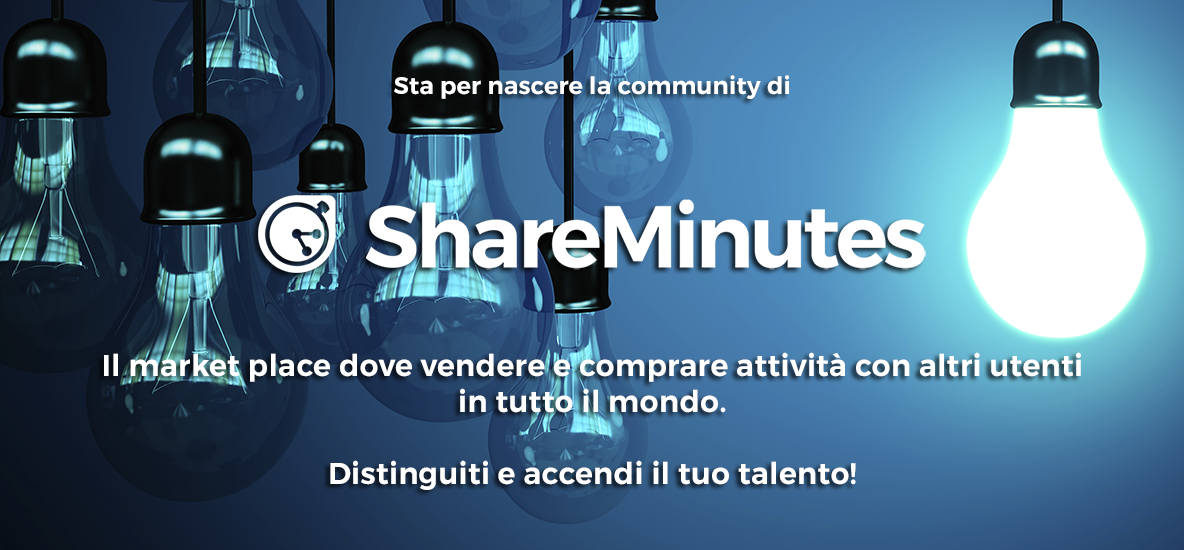 Sta per nascere la community di
ShareMinutes
Il market place dove vendere e comprare attività con altri utenti
in tutto il mondo.
Distinguiti e accendi il tuo talento!